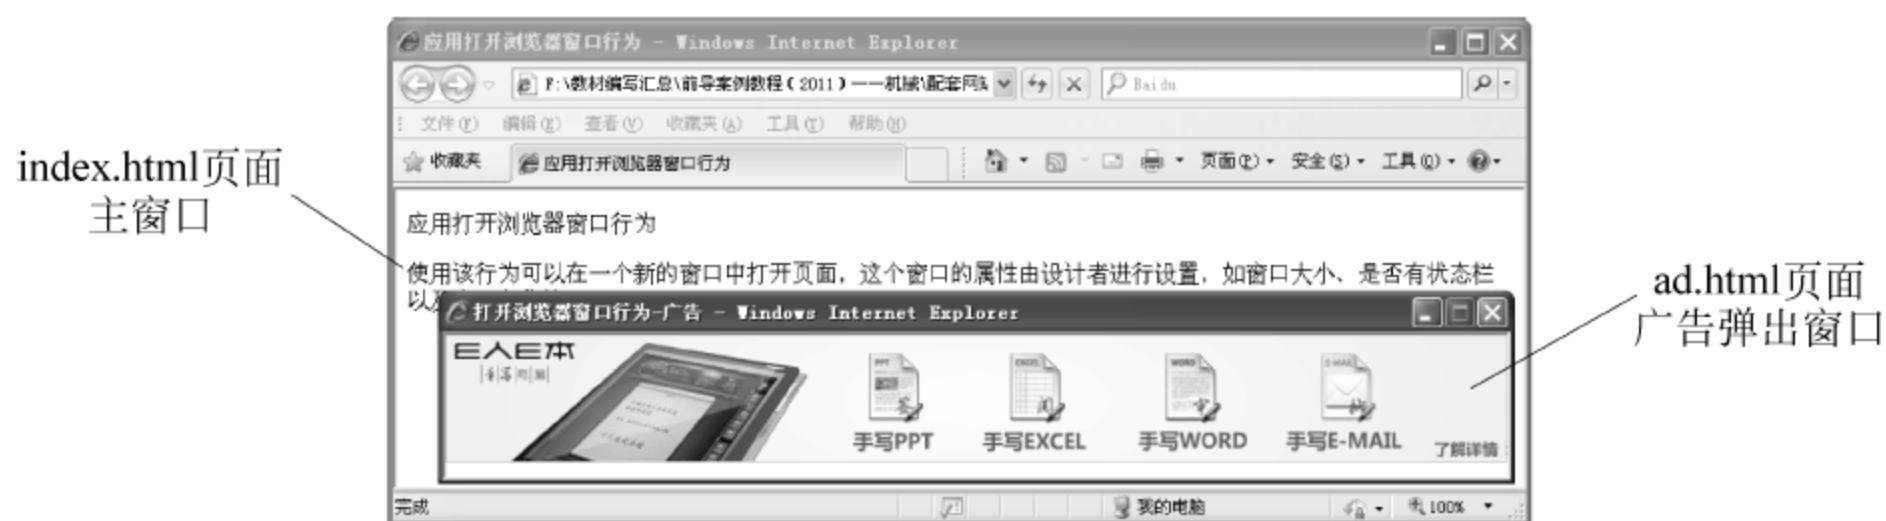 应用打开浏览器窗口行为 - Windows Internet Explorer
F:\教材编写汇总\前导案例教程(2011)——机械\配套网
Baidu
文件(F) 编辑(E) 查看(V) 收藏夹(A) 工具(T) 帮助(H)
收藏夹 应用打开浏览器窗口行为 页面(P) 安全(S) 工具(O)
index.html页面
主窗口
应用打开浏览器窗口行为
使用该行为可以在一个新的窗口中打开页面，这个窗口的属性由设计者进行设置，如窗口大小、是否有状态栏
以及
打开浏览器窗口行为-广告 - Windows Internet Explorer
ad.html页面
广告弹出窗口
E人E本
PPT EXCEL WORD E-MAIL
手写PPT 手写EXCEL 手写WORD 手写E-MAIL
了解详情
完成 我的电脑 100%